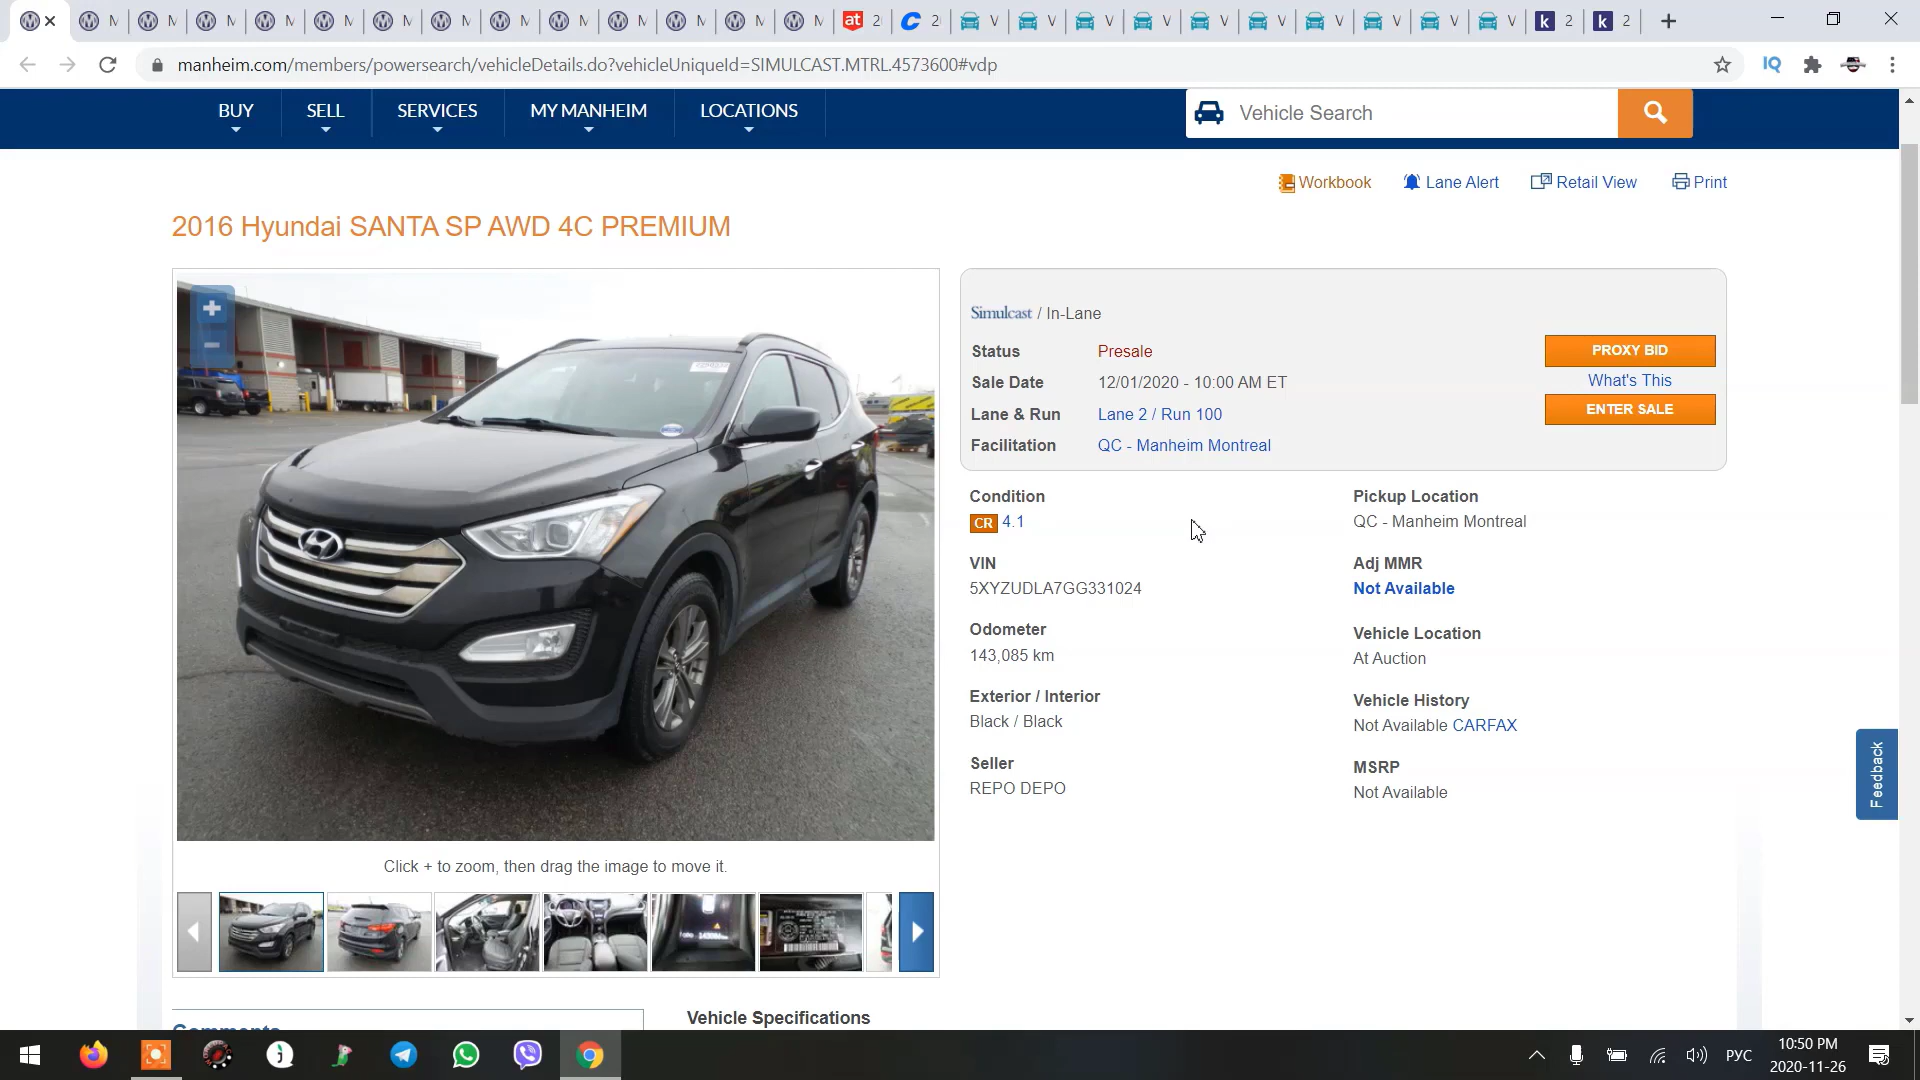 2
2
V
V
V
V
V
V
V
V
V
V
2
2
manheim.com/members/powersearch/vehicleDetails.do?vehicleUniqueId=SIMULCAST.MTRL.4573600#vdp
BUY
SELL
SERVICES
MY MANHEIM
LOCATIONS
Vehicle Search
Workbook
Lane Alert
Retail View
Print
2016 Hyundai SANTA SP AWD 4C PREMIUM
Simulcast / In-Lane
Status Presale
PROXY BID
Sale Date 12/01/2020 - 10:00 AM ET
What's This
Lane & Run Lane 2 / Run 100
ENTER SALE
Facilitation QC - Manheim Montreal
Condition
CR 4.1
VIN
5XYZUDLA7GG331024
Odometer
143,085 km
Exterior / Interior
Black / Black
Seller
REPO DEPO
Pickup Location
QC - Manheim Montreal
Adj MMR
Not Available
Vehicle Location
At Auction
Vehicle History
Not Available CARFAX
MSRP
Not Available
Feedback
Click + to zoom, then drag the image to move it.
Comments
Vehicle Specifications
РУС
10:50 PM
2020-11-26